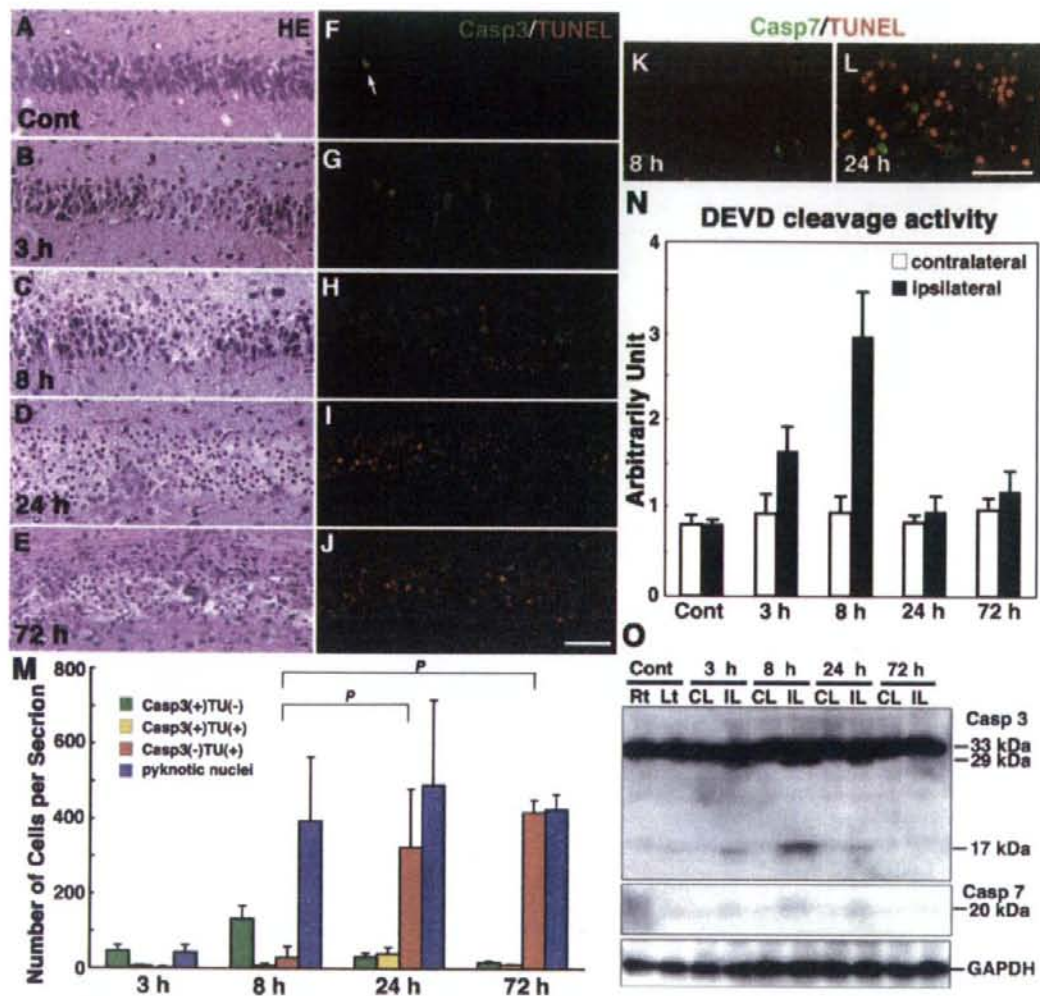 A HE
Cont
B
3 h
C
8 h
D
24 h
E
72 h
F Casp3/TUNEL
G
H
I
J
Casp7/TUNEL
K
8 h
L
24 h
N
DEVD cleavage activity
contralateral
ipsilateral
Arbitrarily Unit
4
3
2
1
0
Cont 3 h 8 h 24 h 72 h
M
Number of Cells per Secrion
800
600
400
200
0
P
P
Casp3(+)TU(-)
Casp3(+)TU(+)
Casp3(-)TU(+)
pyknotic nuclei
3 h 8 h 24 h 72 h
O
Cont 3 h 8 h 24 h 72 h
Rt Lt CL IL CL IL CL IL CL IL
Casp 3
33 kDa
29 kDa
17 kDa
Casp 7
20 kDa
GAPDH